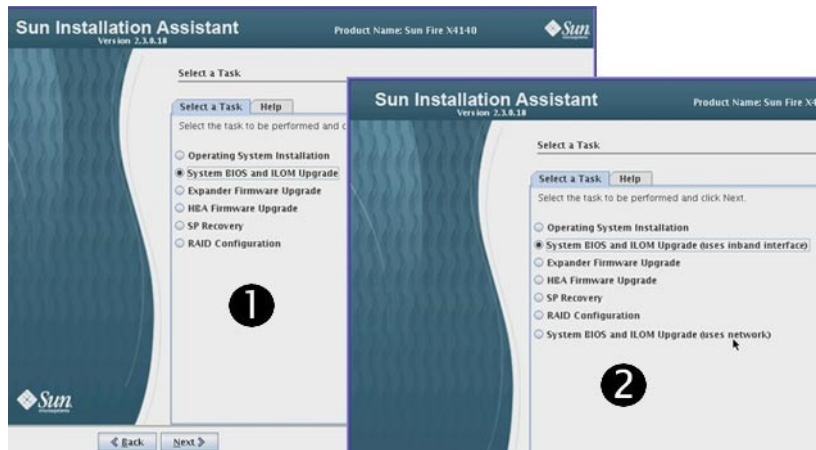 Sun Installation Assistant
Version 2.3.0.18
Product Name: Sun Fire X4140
Sun
Select a Task
Select a Task Help
Select the task to be performed and
Operating System Installation
System BIOS and ILOM Upgrade
Expander Firmware Upgrade
HBA Firmware Upgrade
SP Recovery
RAID Configuration
1
Sun
Back Next
Sun Installation Assistant
Version 2.3.0.18
Product Name: Sun Fire X4
Select a Task
Select a Task Help
Select the task to be performed and click Next.
Operating System Installation
System BIOS and ILOM Upgrade (uses inband interface)
Expander Firmware Upgrade
HBA Firmware Upgrade
SP Recovery
RAID Configuration
System BIOS and ILOM Upgrade (uses network)
2